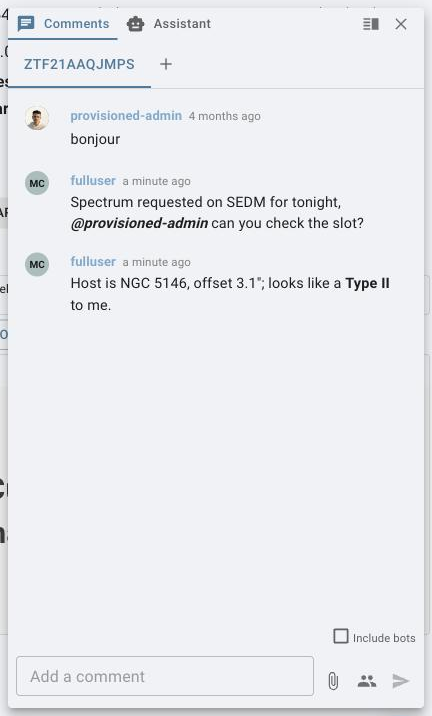 Comments
Assistant
ZTF21AAQJMPS
provisioned-admin 4 months ago
bonjour
MC
fulluser a minute ago
Spectrum requested on SEDM for tonight,
@provisioned-admin can you check the slot?
MC
fulluser a minute ago
Host is NGC 5146, offset 3.1"; looks like a Type II
to me.
Include bots
Add a comment